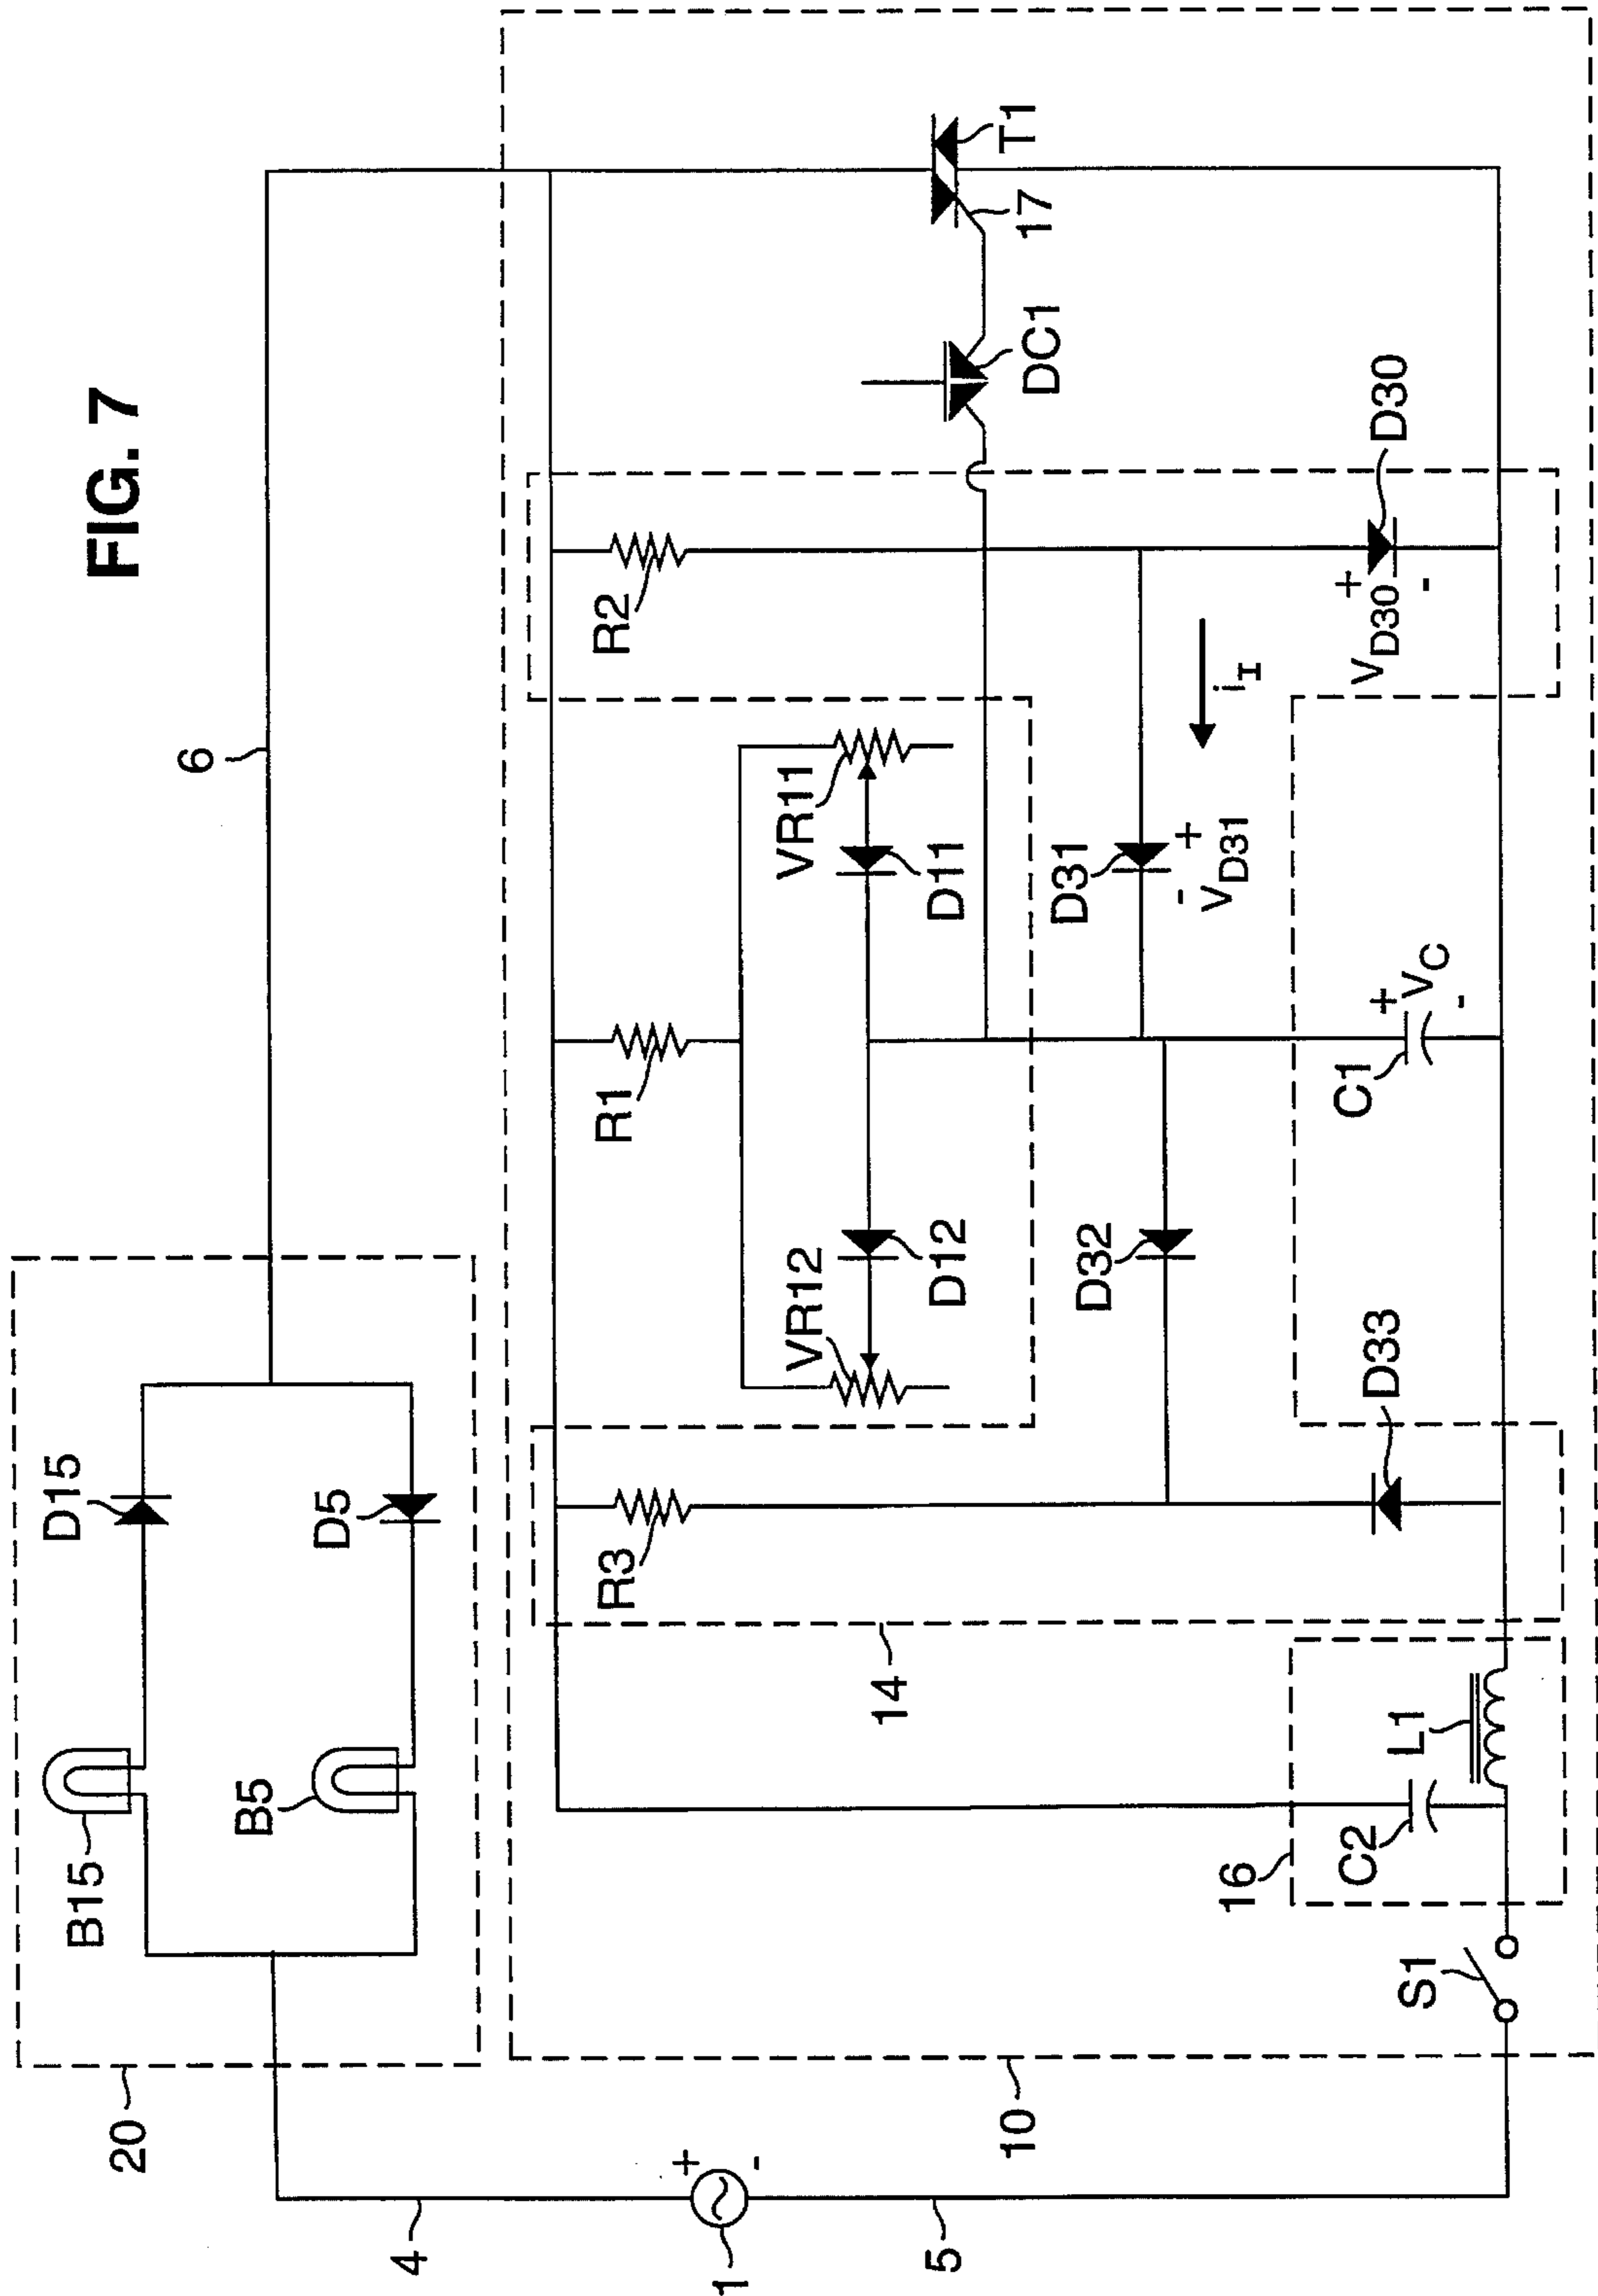 FIG. 7
20
B15
D15
B5
D5
6
4
1
+
-
5
10
R3
R1
R2
VR12
VR11
D12
D11
DC1
17
T1
14
D32
D31
-
+
VD31
iI
D33
C1
+
VC
-
D30
+
VD30
-
16
C2
L1
S1